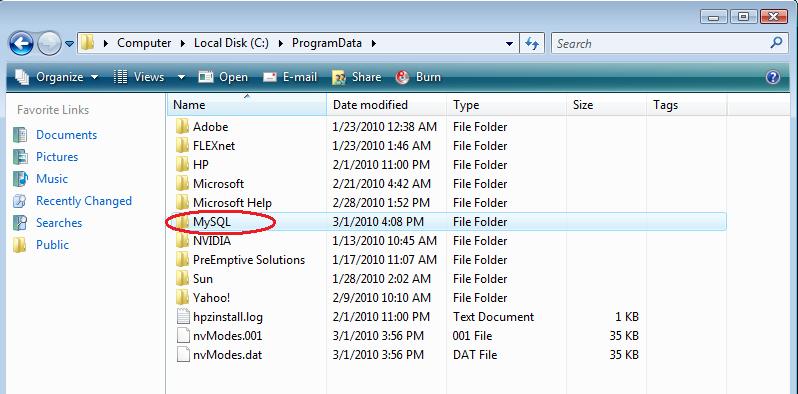 Computer Local Disk (C:) ProgramData Search
Organize Views Open E-mail Share Burn
Favorite Links
Documents
Pictures
Music
Recently Changed
Searches
Public
Name Date modified Type Size Tags
Adobe 1/23/2010 12:38 AM File Folder
FLEXnet 1/23/2010 1:46 AM File Folder
HP 2/1/2010 11:00 PM File Folder
Microsoft 2/21/2010 4:42 AM File Folder
Microsoft Help 2/28/2010 1:52 PM File Folder
MySQL 3/1/2010 4:08 PM File Folder
NVIDIA 1/13/2010 10:45 AM File Folder
PreEmptive Solutions 1/17/2010 11:07 AM File Folder
Sun 1/28/2010 2:02 AM File Folder
Yahoo! 2/9/2010 10:10 AM File Folder
hpzinstall.log 2/1/2010 11:00 PM Text Document 1 KB
nvModes.001 3/1/2010 3:56 PM 001 File 35 KB
nvModes.dat 3/1/2010 3:56 PM DAT File 35 KB